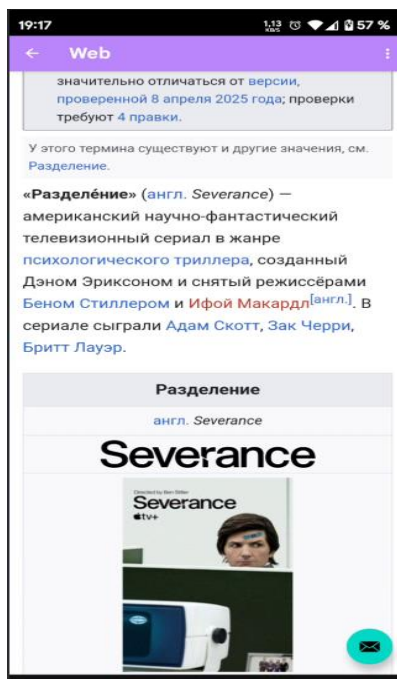 19:17
1,13
KB/S
57 %
Web
значительно отличаться от версии,
проверенной 8 апреля 2025 года; проверки
требуют 4 правки.
У этого термина существуют и другие значения, см.
Разделение.
«Разделе́ние» (англ. Severance) —
американский научно-фантастический
телевизионный сериал в жанре
психологического триллера, созданный
Дэном Эриксоном и снятый режиссёрами
Беном Стиллером и Ифой Макардл[англ.]. В
сериале сыграли Адам Скотт, Зак Черри,
Бритт Лауэр.
Разделение
англ. Severance
Severance
Directed by Ben Stiller
Severance
tv+